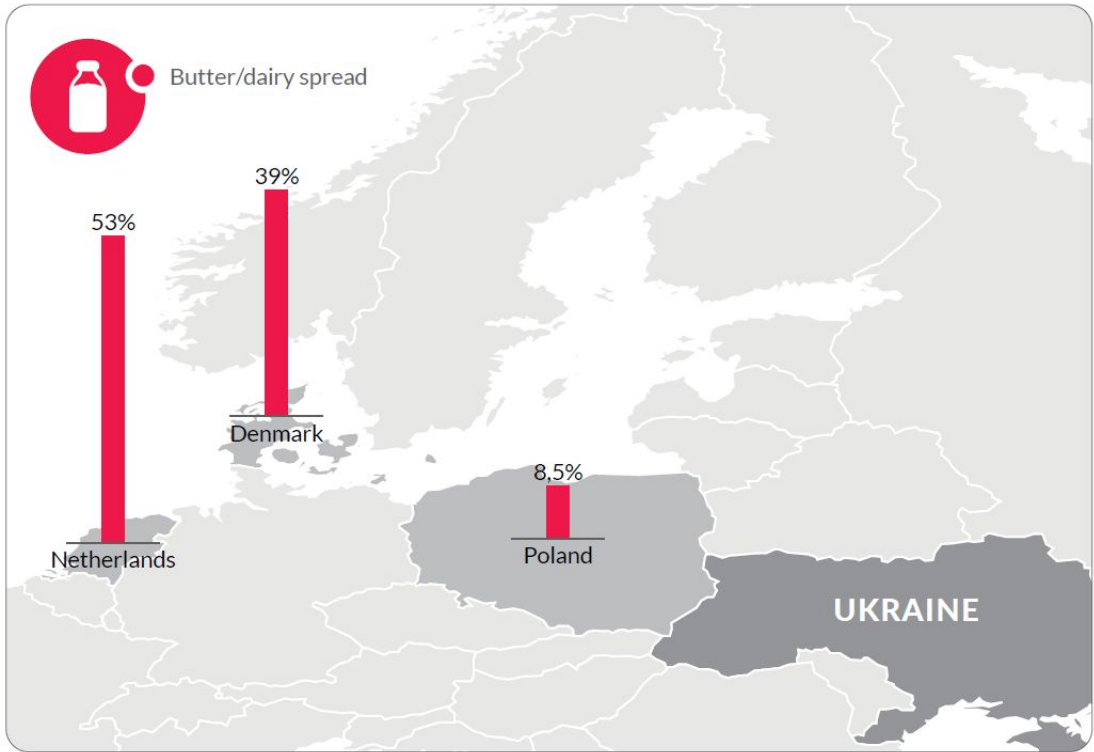 Butter/dairy spread
39%
53%
Denmark
8,5%
Netherlands
Poland
UKRAINE